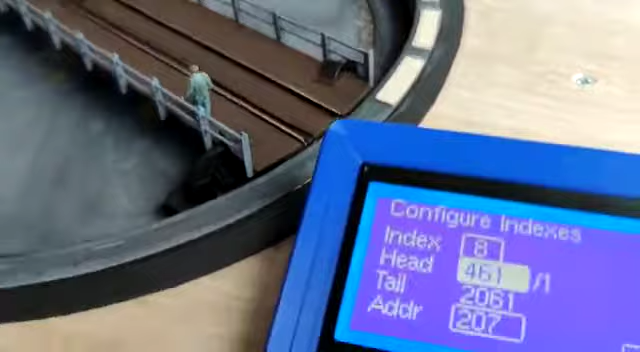 Configure Indexes
Index 8
Head 461 /1
Tail 2061
Addr 207